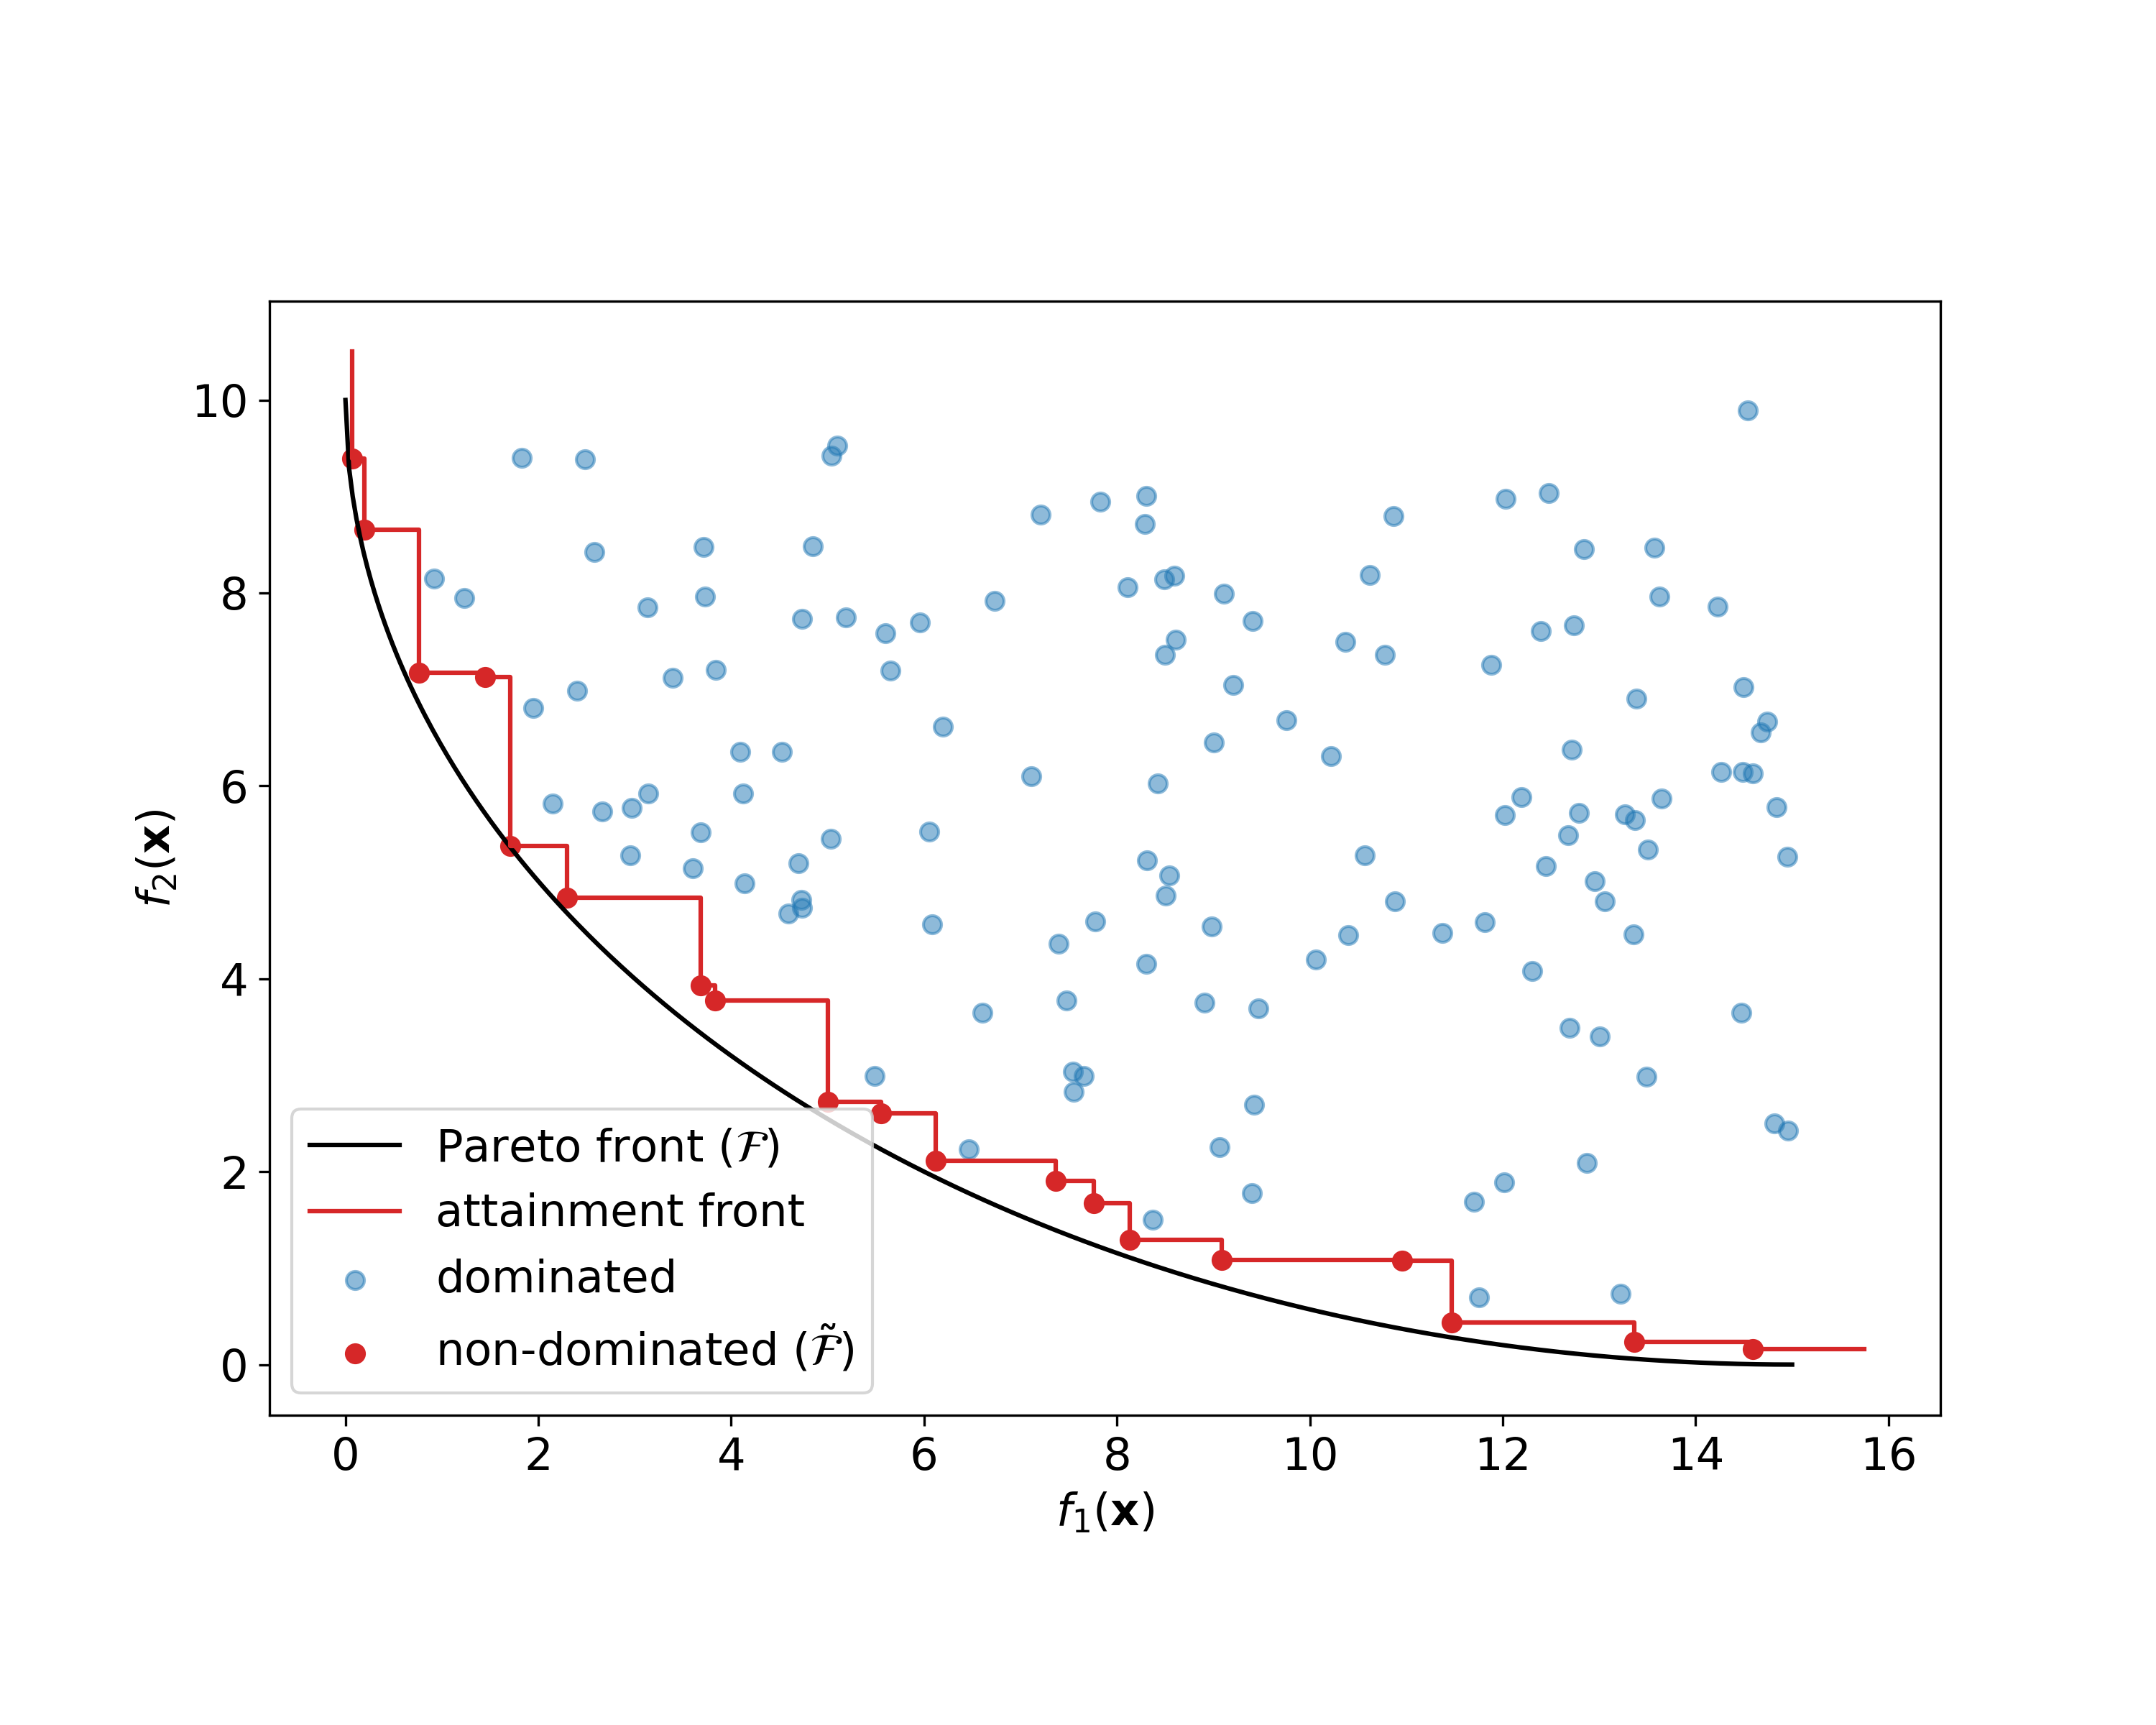 10
8
6
4
2
0
f₂(𝐱)
Pareto front (ℱ)
attainment front
dominated
non-dominated (ℱ̃)
0 2 4 6 8 10 12 14 16
f₁(𝐱)